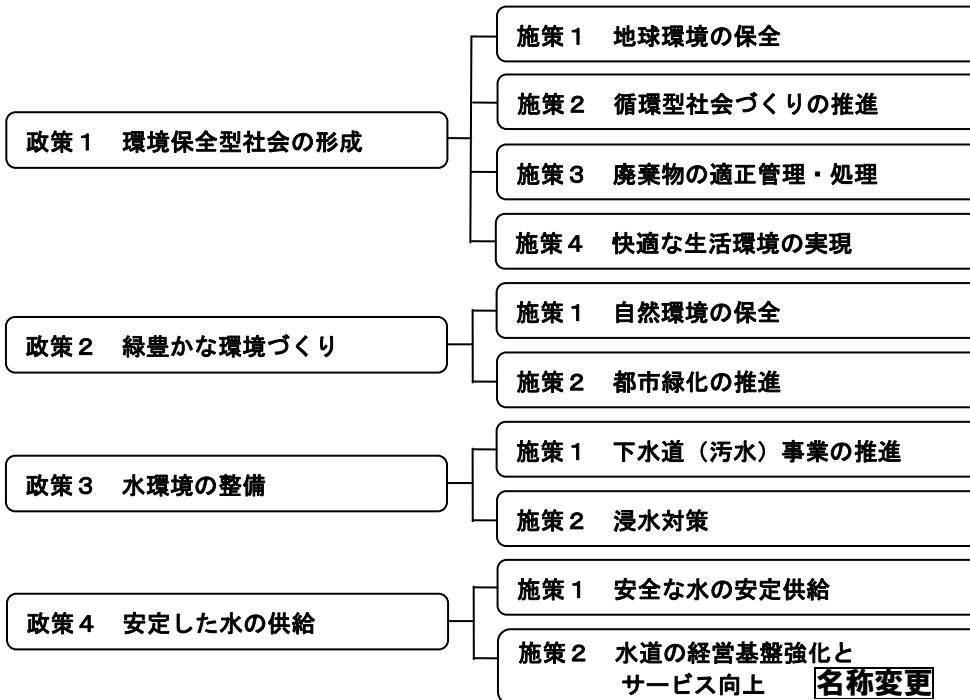 政策１　環境保全型社会の形成
施策１　地球環境の保全
施策２　循環型社会づくりの推進
施策３　廃棄物の適正管理・処理
施策４　快適な生活環境の実現
政策２　緑豊かな環境づくり
施策１　自然環境の保全
施策２　都市緑化の推進
政策３　水環境の整備
施策１　下水道（汚水）事業の推進
施策２　浸水対策
政策４　安定した水の供給
施策１　安全な水の安定供給
施策２　水道の経営基盤強化と
サービス向上　名称変更